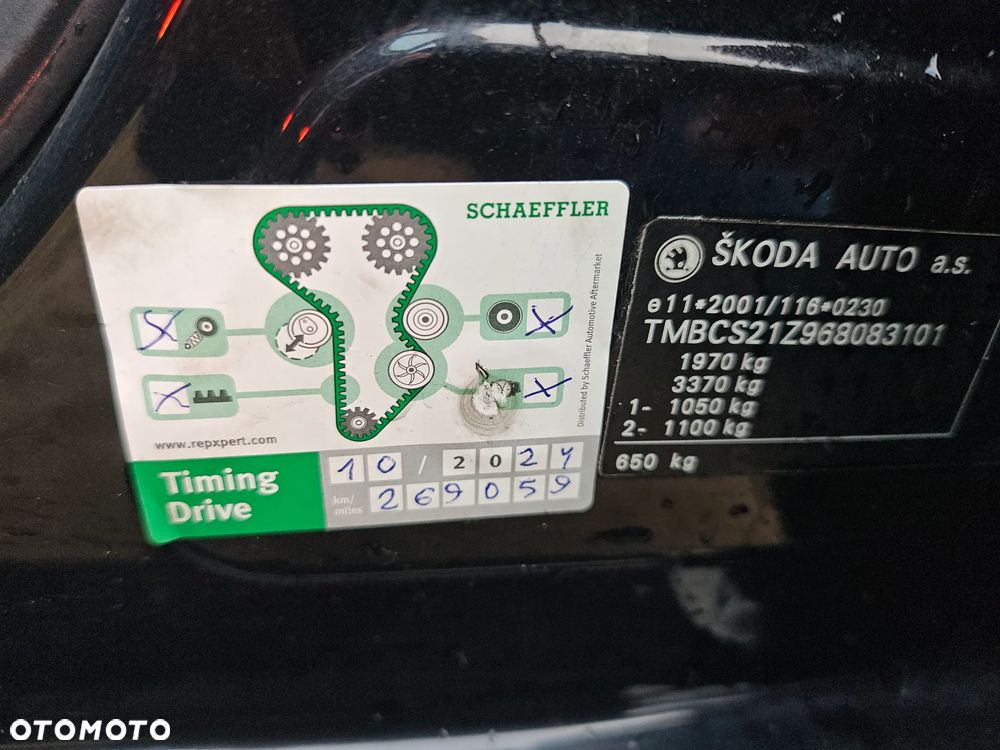 SCHAEFFLER
Distributed by Schaeffler Automotive Aftermarket
X
X
X
X
www.repxpert.com
Timing
Drive
10 / 2024
km/
miles
269059
ŠKODA AUTO a.s.
e11*2001/116*0230
TMBCS21Z968083101
1970 kg
3370 kg
1- 1050 kg
2- 1100 kg
650 kg
OTOMOTO